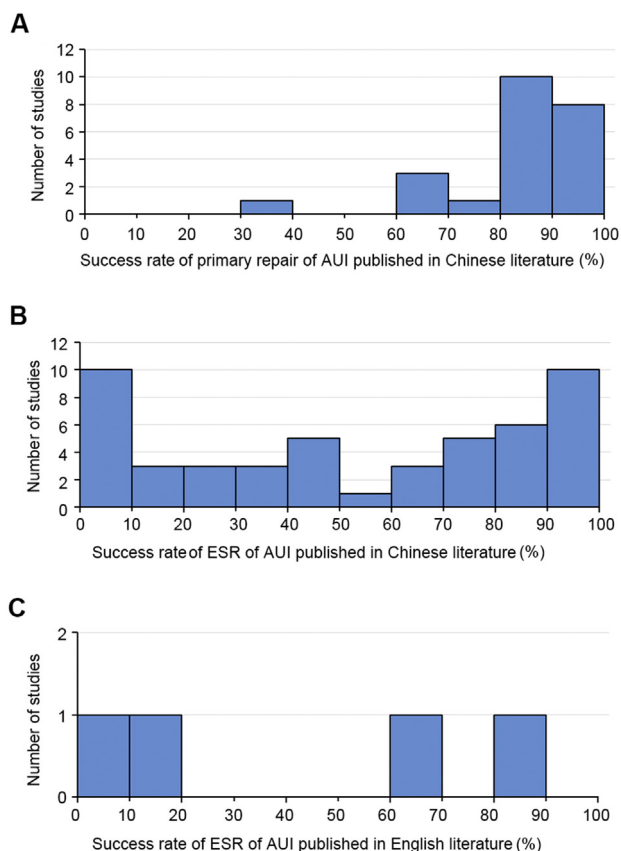 A
12
10
8
6
4
2
0
Number of studies
0 10 20 30 40 50 60 70 80 90 100
Success rate of primary repair of AUI published in Chinese literature (%)
B
12
10
8
6
4
2
0
Number of studies
0 10 20 30 40 50 60 70 80 90 100
Success rate of ESR of AUI published in Chinese literature (%)
C
2
1
0
Number of studies
0 10 20 30 40 50 60 70 80 90 100
Success rate of ESR of AUI published in English literature (%)